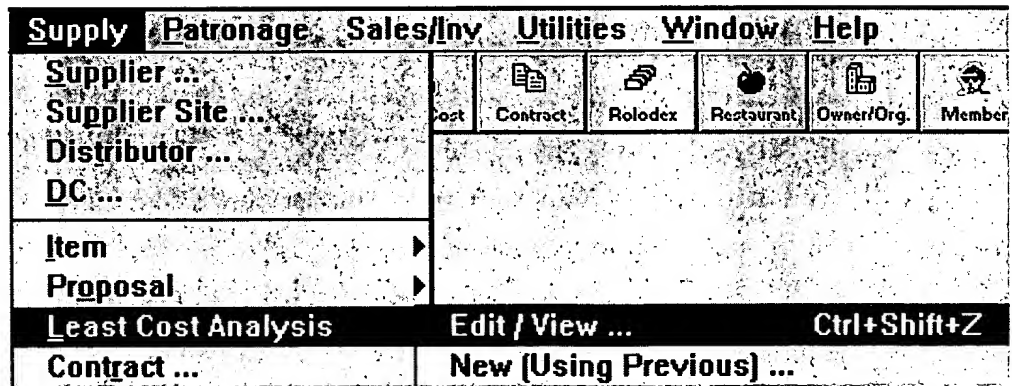 Supply Patronage Sales/Inv Utilities Window Help
Supplier ...
Supplier Site ...
Distributor ...
DC ...
Item
Proposal
Least Cost Analysis
Contract ...
ost Contract Rolodex Restaurant Owner/Org. Member
Edit / View ... Ctrl+Shift+Z
New (Using Previous) ...